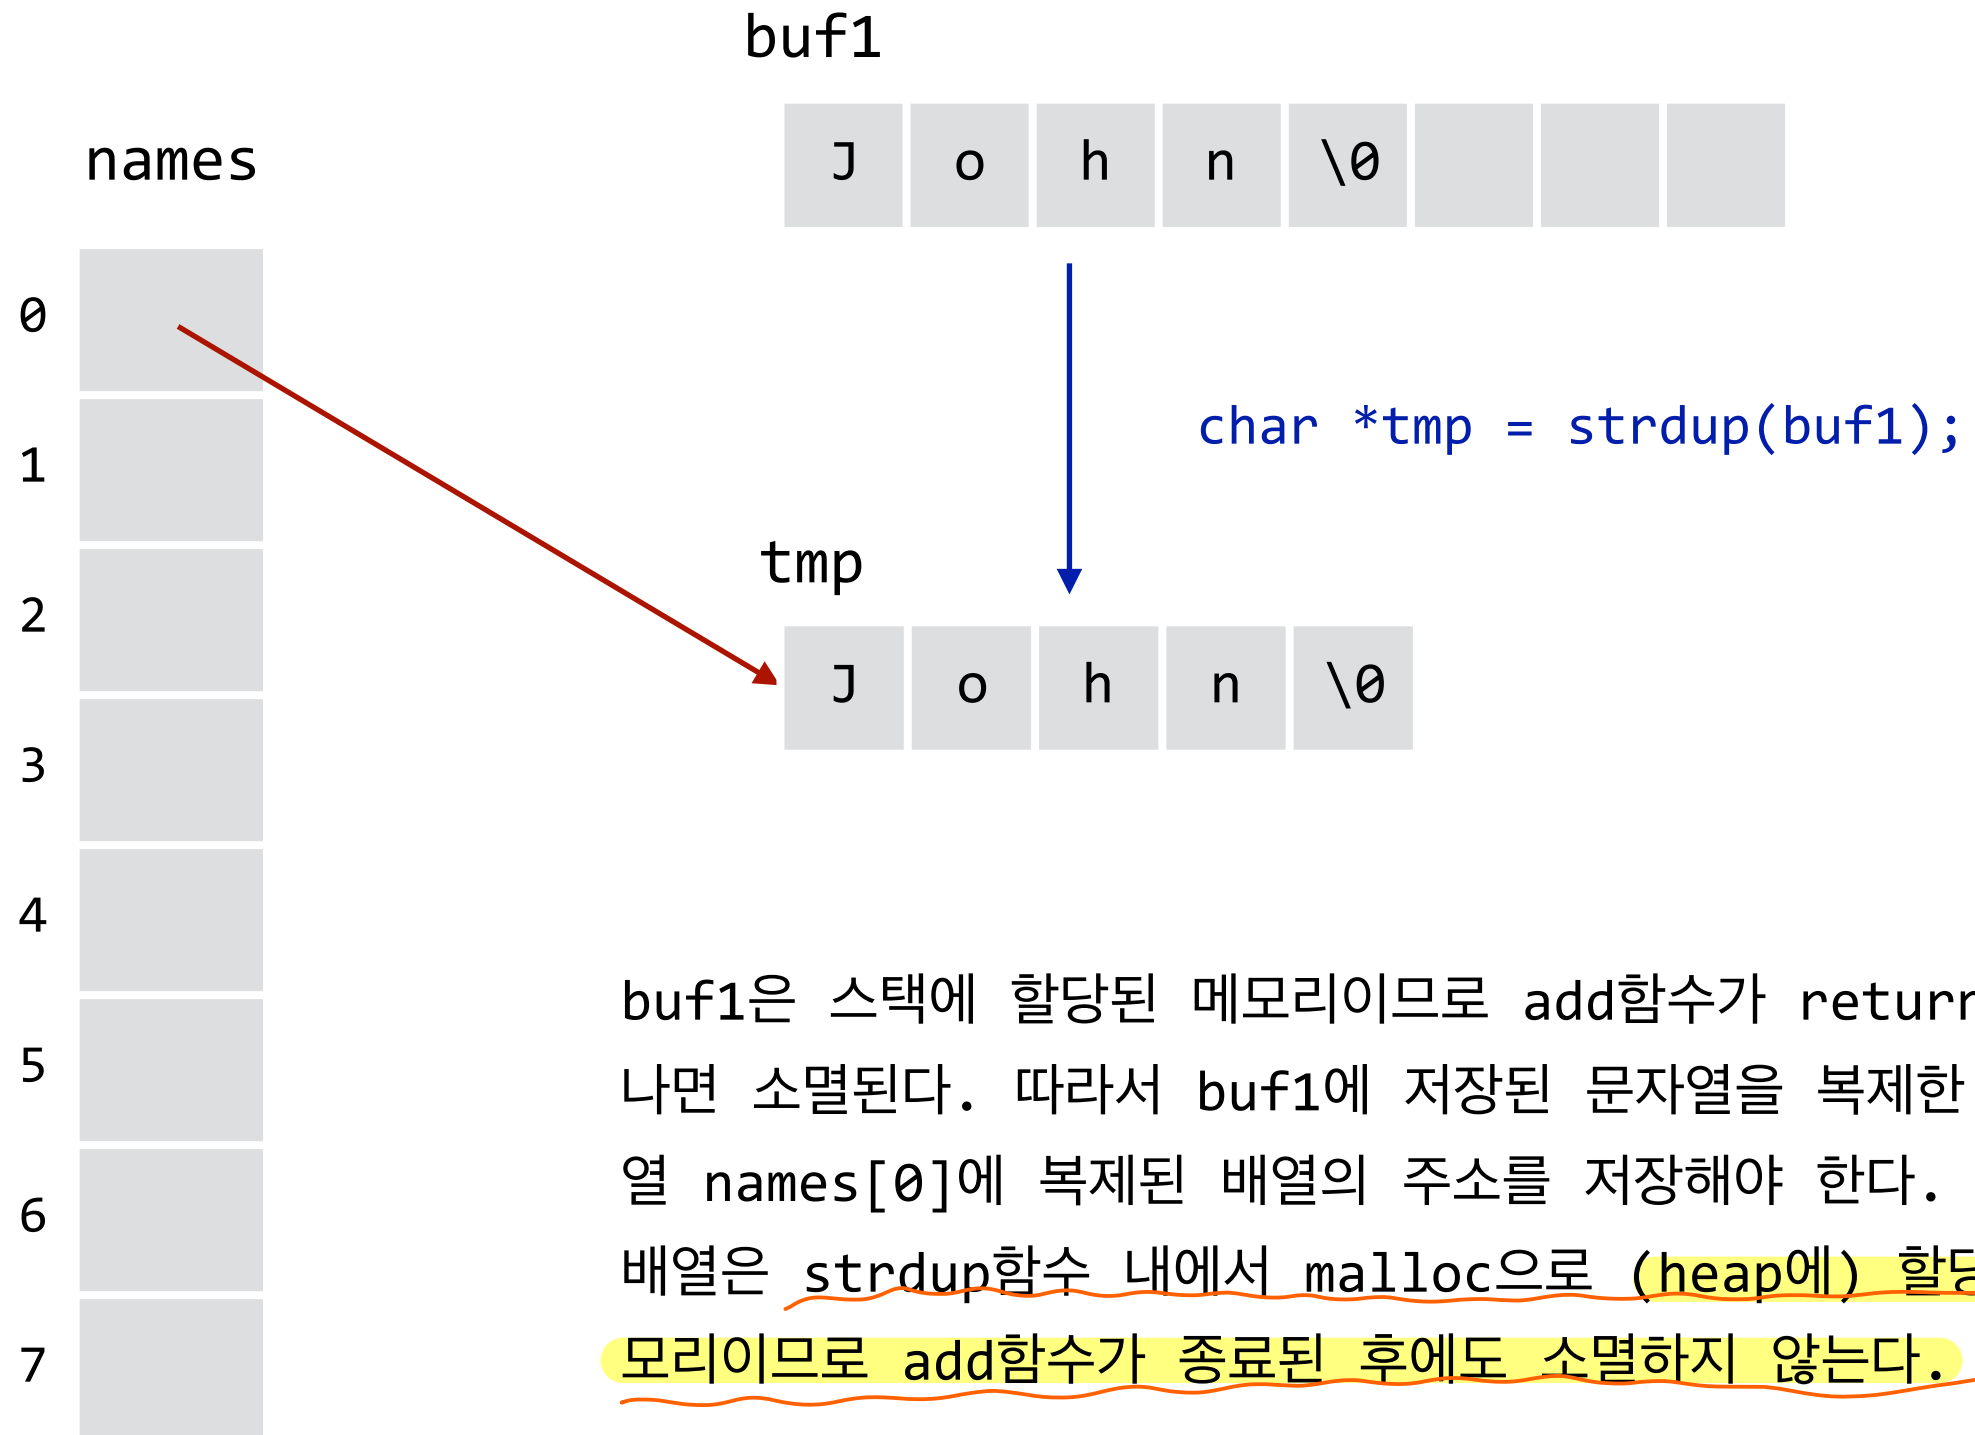 buf1
J o h n \0
names
0
1
2
3
4
5
6
7
char *tmp = strdup(buf1);
tmp
J o h n \0
buf1은 스택에 할당된 메모리이므로 add함수가 return
나면 소멸된다. 따라서 buf1에 저장된 문자열을 복제한
열 names[0]에 복제된 배열의 주소를 저장해야 한다.
배열은 strdup함수 내에서 malloc으로 (heap에)
모리이므로 add함수가 종료된 후에도 소멸하지 않는다.